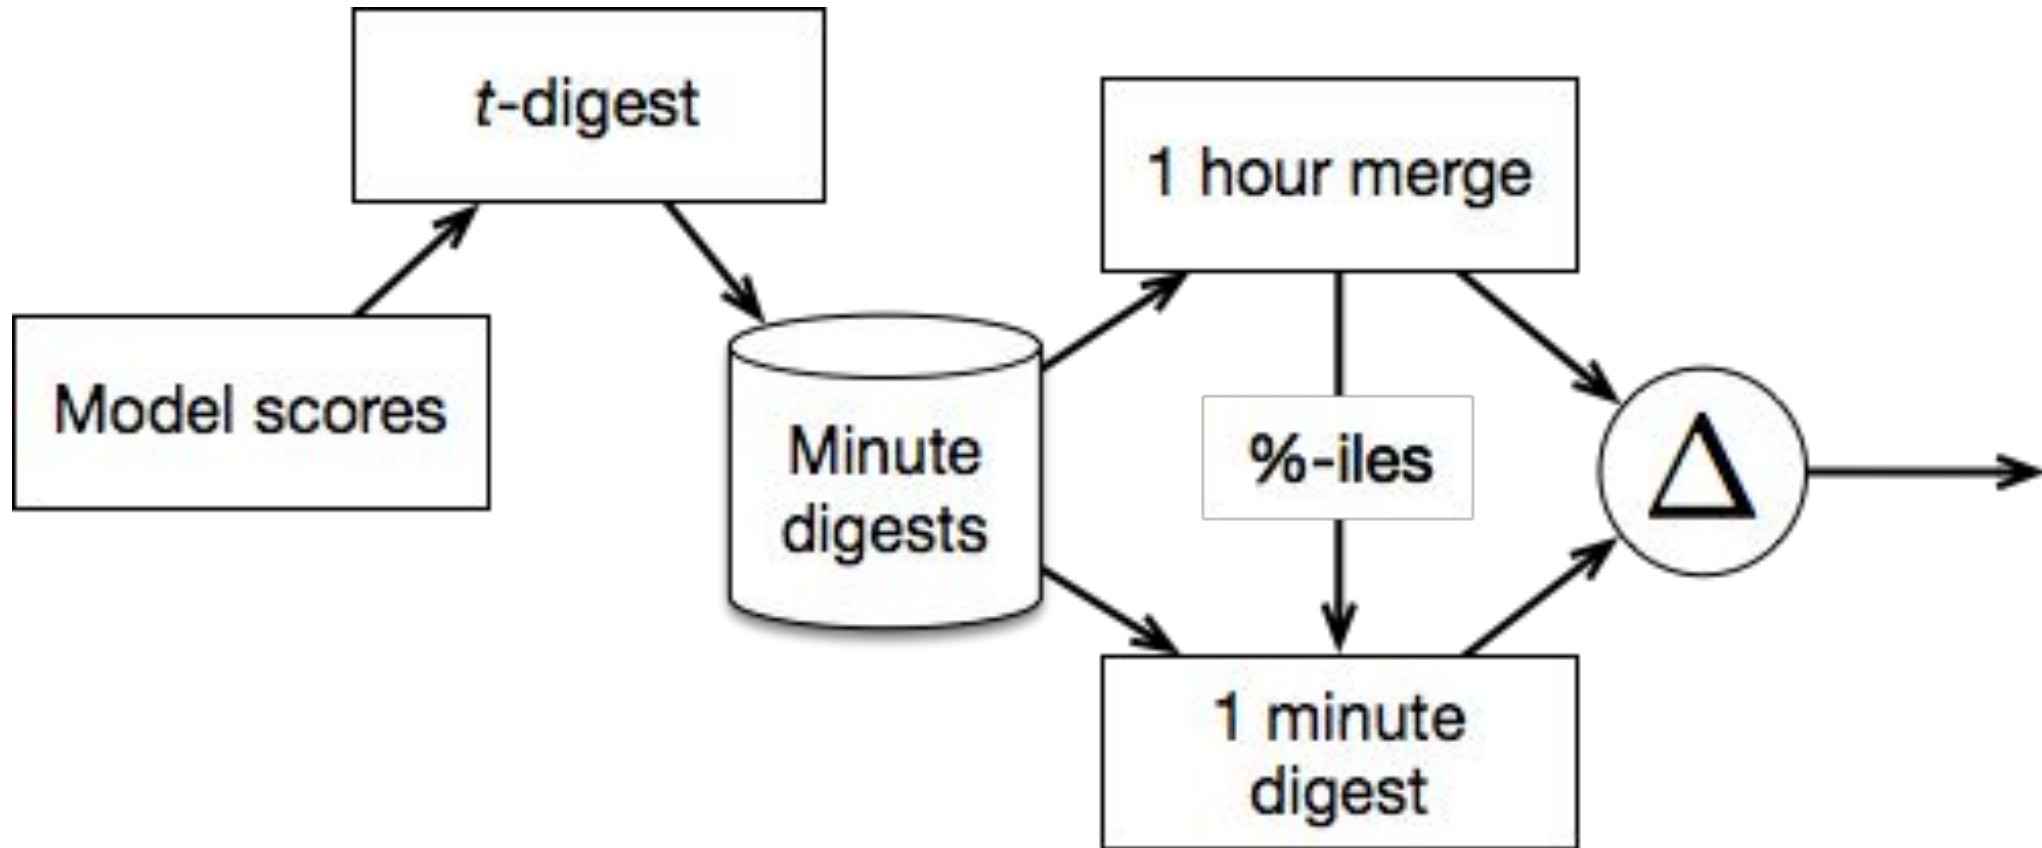 t-digest
Model scores
Minute
digests
1 hour merge
%-iles
1 minute
digest
Δ